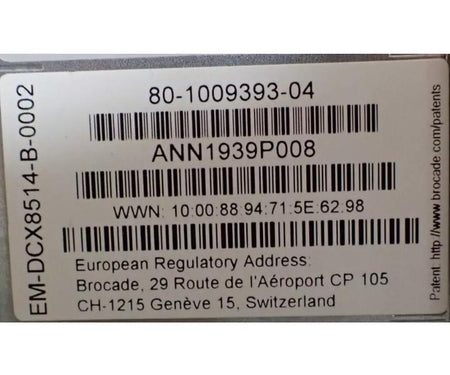 EM-DCX8514-B-0002
80-1009393-04
ANN1939P008
WWN: 10:00:88:94:71:5E:62:98
European Regulatory Address:
Brocade, 29 Route de l'Aéroport CP 105
CH-1215 Genève 15, Switzerland
Patent: http://www.brocade.com/patents